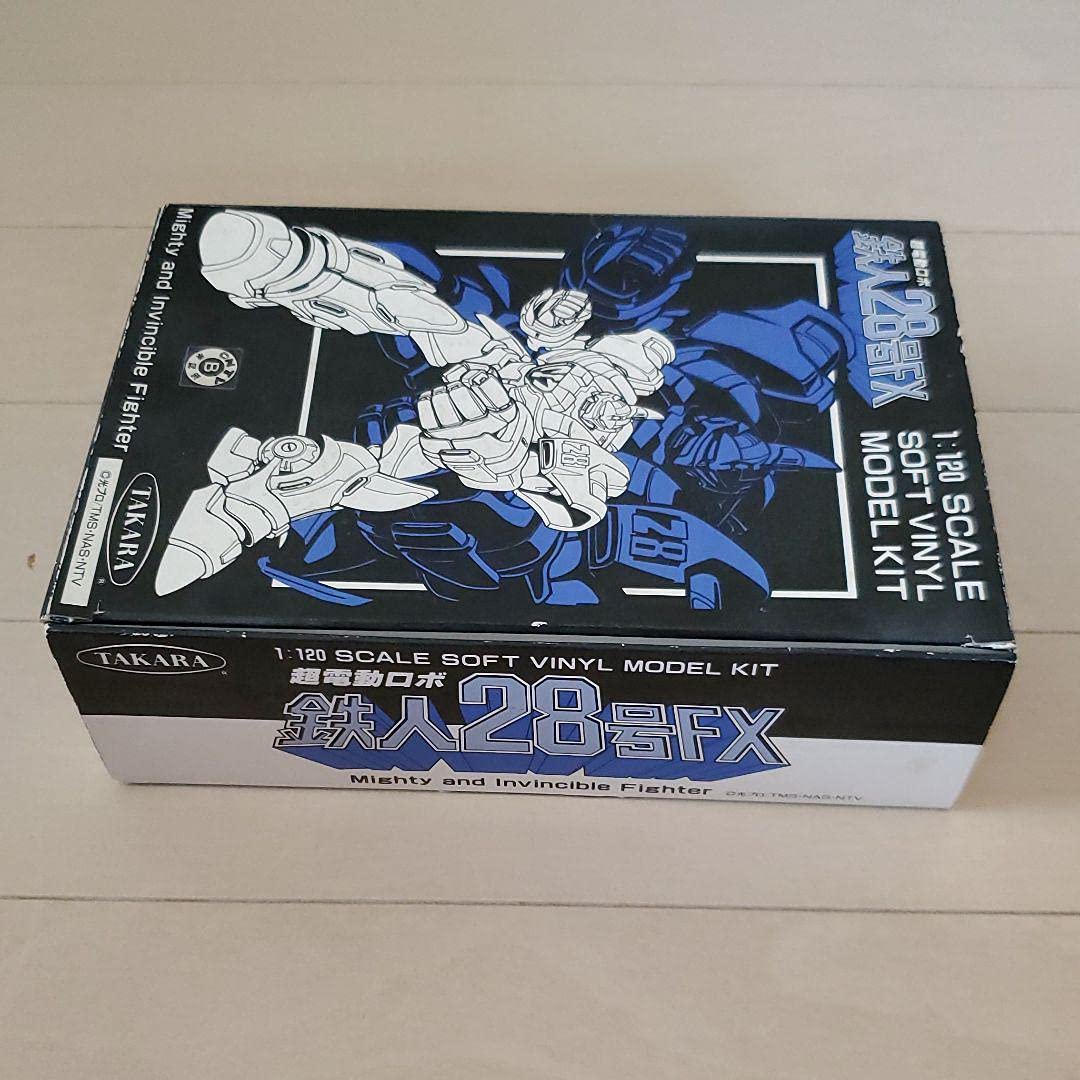 超電動ロボ
鉄人28号FX
1:120 SCALE
SOFT VINYL
MODEL KIT
28
28
Mighty and Invincible Fighter
TAKARA
©光プロ/TMS・NAS・NTV
TAKARA
1:120 SCALE SOFT VINYL MODEL KIT
超電動ロボ
鉄人28号FX
Mighty and Invincible Fighter
©光プロ・TMS・NAS・NTV